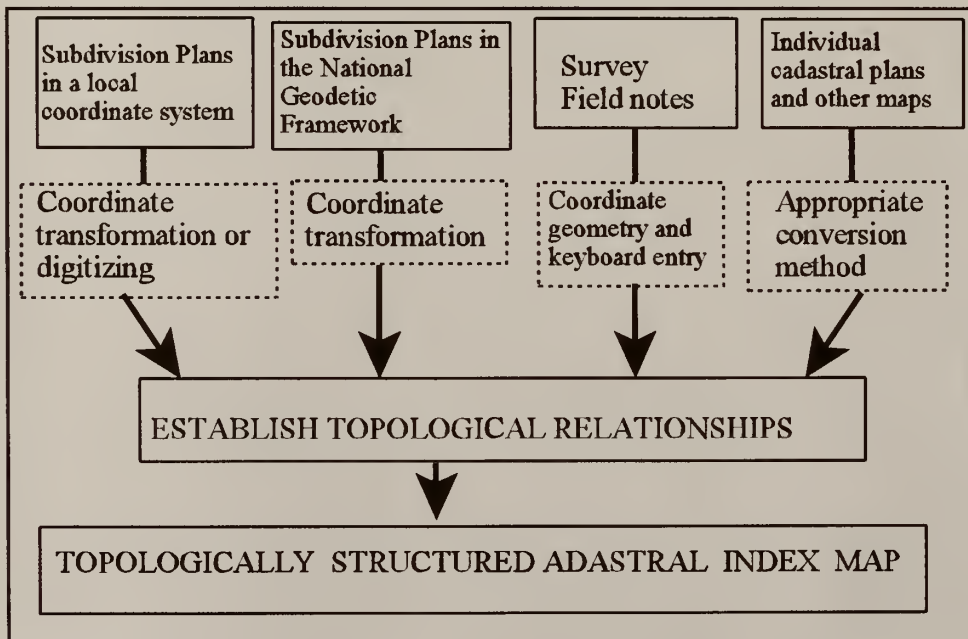 Subdivision Plans
in a local
coordinate system
Subdivision Plans in
the National
Geodetic
Framework
Survey
Field notes
Individual
cadastral plans
and other maps
Coordinate
transformation or
digitizing
Coordinate
transformation
Coordinate
geometry and
keyboard entry
Appropriate
conversion
method
ESTABLISH TOPOLOGICAL RELATIONSHIPS
TOPOLOGICALLY STRUCTURED ADASTRAL INDEX MAP